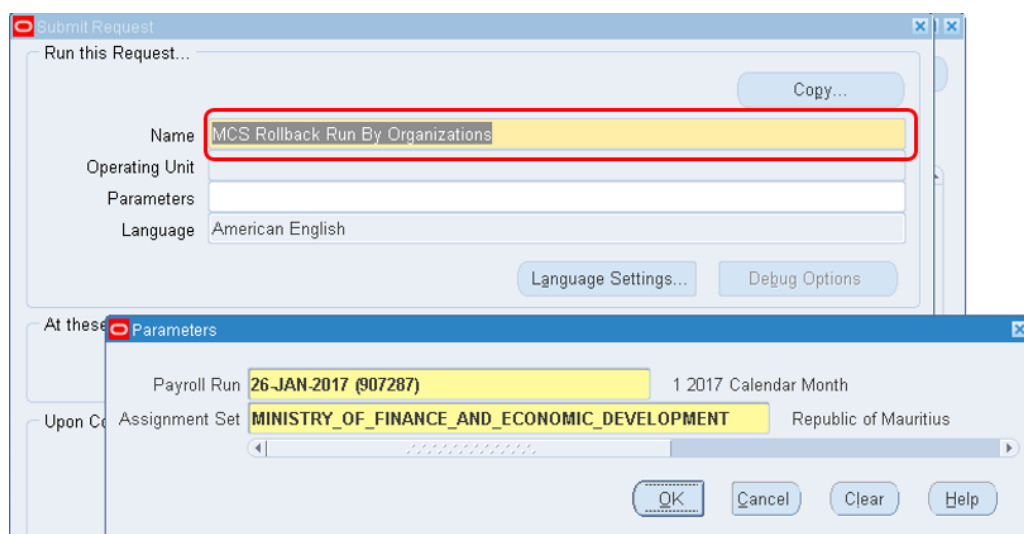 Submit Request
Run this Request...
Copy...
Name MCS Rollback Run By Organizations
Operating Unit
Parameters
Language American English
Language Settings... Debug Options
At these
Parameters
Payroll Run 26-JAN-2017 (907287) 1 2017 Calendar Month
Upon Co Assignment Set MINISTRY_OF_FINANCE_AND_ECONOMIC_DEVELOPMENT Republic of Mauritius
OK Cancel Clear Help